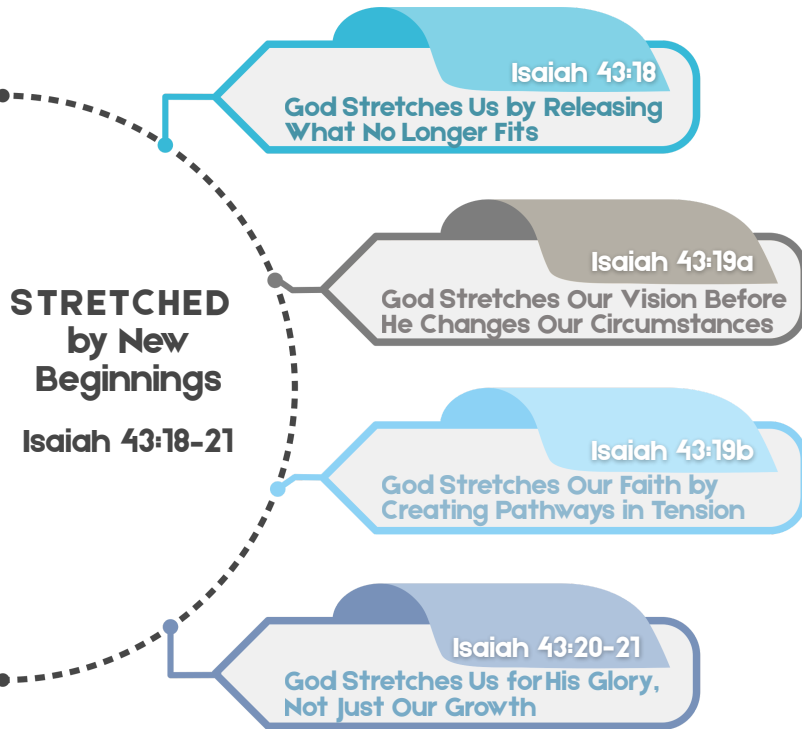 STRETCHED
by New
Beginnings
Isaiah 43:18-21
Isaiah 43:18
God Stretches Us by Releasing
What No Longer Fits
Isaiah 43:19a
God Stretches Our Vision Before
He Changes Our Circumstances
Isaiah 43:19b
God Stretches Our Faith by
Creating Pathways in Tension
Isaiah 43:20-21
God Stretches Us for His Glory,
Not Just Our Growth